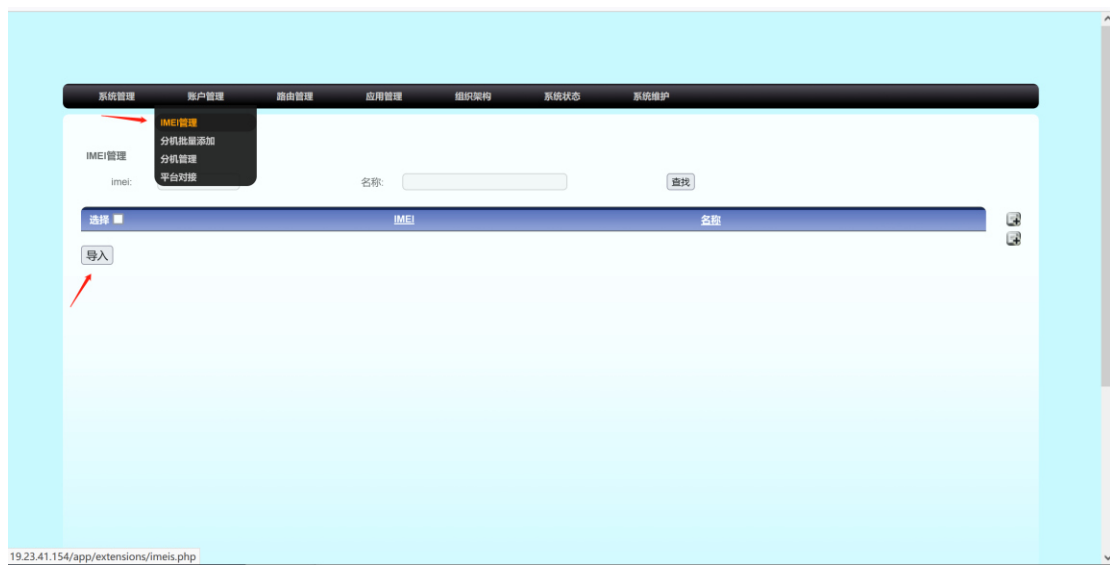 系统管理 账户管理 路由管理 应用管理 组织架构 系统状态 系统维护
IMEI管理
分机批量添加
分机管理
平台对接
IMEI管理
imei: 名称: 查找
选择 IMEI 名称
导入
19.23.41.154/app/extensions/imeis.php